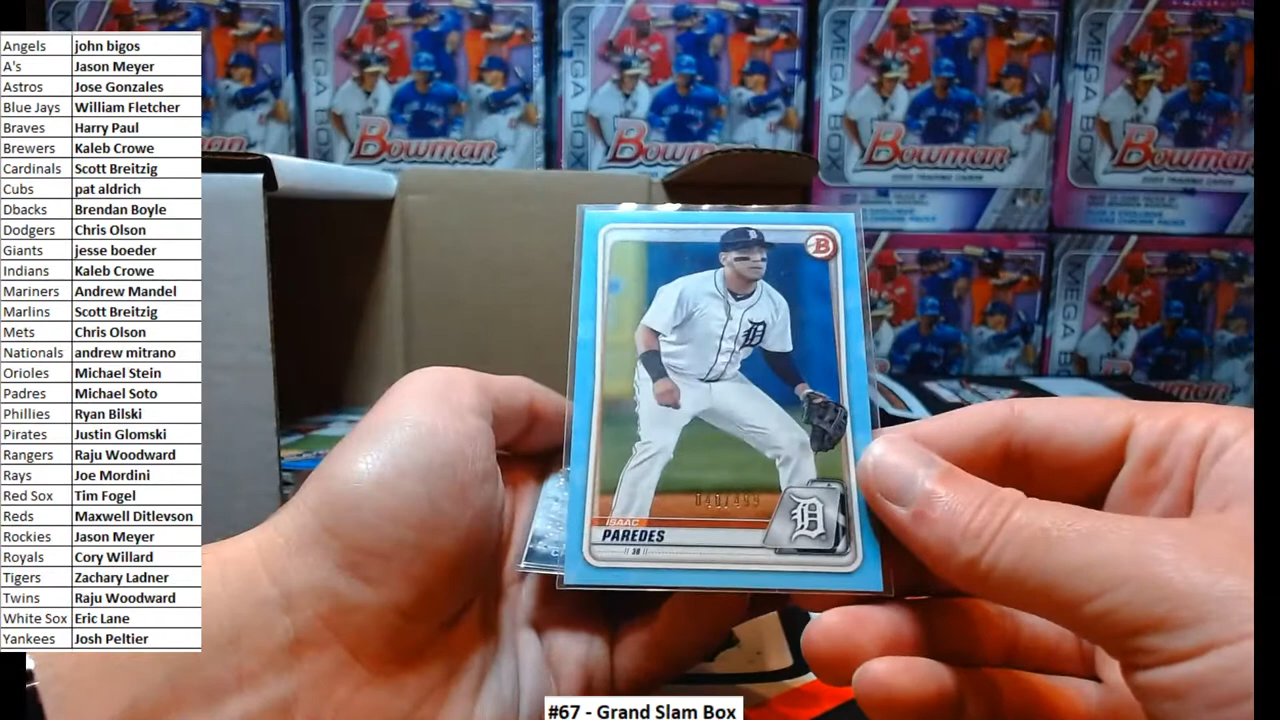 Angels john bigos
A's Jason Meyer
Astros Jose Gonzales
Blue Jays William Fletcher
Braves Harry Paul
Brewers Kaleb Crowe
Cardinals Scott Breitzig
Cubs pat aldrich
Dbacks Brendan Boyle
Dodgers Chris Olson
Giants jesse boeder
Indians Kaleb Crowe
Mariners Andrew Mandel
Marlins Scott Breitzig
Mets Chris Olson
Nationals andrew mitrano
Orioles Michael Stein
Padres Michael Soto
Phillies Ryan Bilski
Pirates Justin Glomski
Rangers Raju Woodward
Rays Joe Mordini
Red Sox Tim Fogel
Reds Maxwell Ditlevson
Rockies Jason Meyer
Royals Cory Willard
Tigers Zachary Ladner
Twins Raju Woodward
White Sox Eric Lane
Yankees Josh Peltier
MEGA BOX
Bowman
MEGA BOX
Bowman
MEGA BOX
Bowman
MEGA BOX
Bowman
MEGA BOX
Bowman
B
D
D
ISAAC
PAREDES
// 3B //
D
#67 - Grand Slam Box